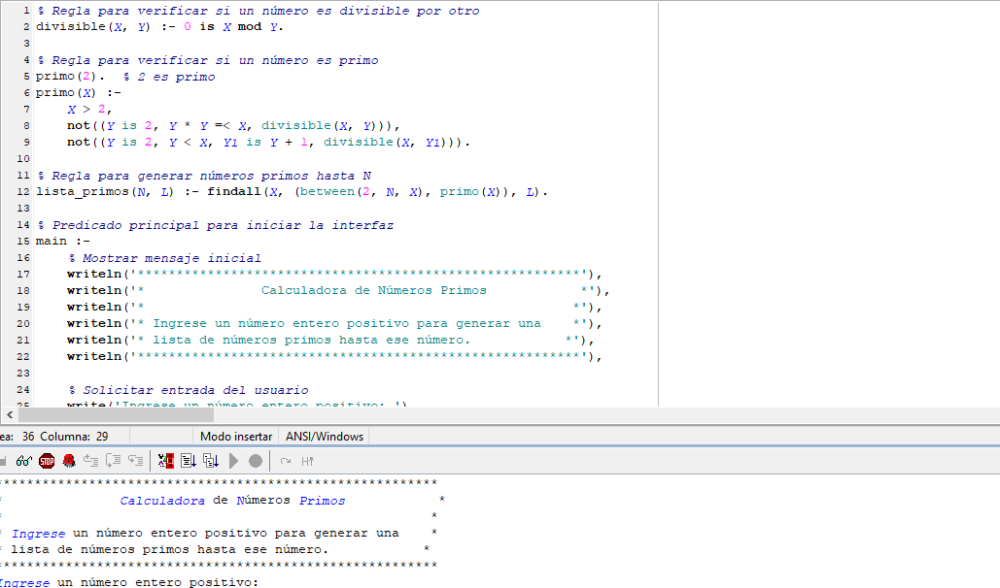 1 % Regla para verificar si un número es divisible por otro
2 divisible(X, Y) :- 0 is X mod Y.
3
4 % Regla para verificar si un número es primo
5 primo(2).  % 2 es primo
6 primo(X) :-
7     X > 2,
8     not((Y is 2, Y * Y =< X, divisible(X, Y))),
9     not((Y is 2, Y < X, Y1 is Y + 1, divisible(X, Y1))).
10
11 % Regla para generar números primos hasta N
12 lista_primos(N, L) :- findall(X, (between(2, N, X), primo(X)), L).
13
14 % Predicado principal para iniciar la interfaz
15 main :-
16     % Mostrar mensaje inicial
17     writeln('*********************************************************'),
18     writeln('*               Calculadora de Números Primos            *'),
19     writeln('*                                                       *'),
20     writeln('* Ingrese un número entero positivo para generar una    *'),
21     writeln('* lista de números primos hasta ese número.            *'),
22     writeln('*********************************************************'),
23
24     % Solicitar entrada del usuario
25     write('Ingrese un número entero positivo: ')
ea: 36 Columna: 29 Modo insertar ANSI/Windows
STOP
*********************************************************
*               Calculadora de Números Primos            *
*                                                       *
* Ingrese un número entero positivo para generar una    *
* lista de números primos hasta ese número.            *
*********************************************************
Ingrese un número entero positivo: